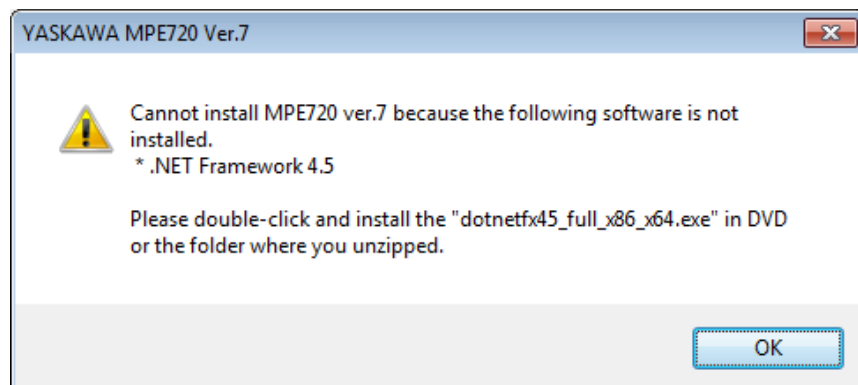 YASKAWA MPE720 Ver.7
Cannot install MPE720 ver.7 because the following software is not
installed.
* .NET Framework 4.5
Please double-click and install the "dotnetfx45_full_x86_x64.exe" in DVD
or the folder where you unzipped.
OK